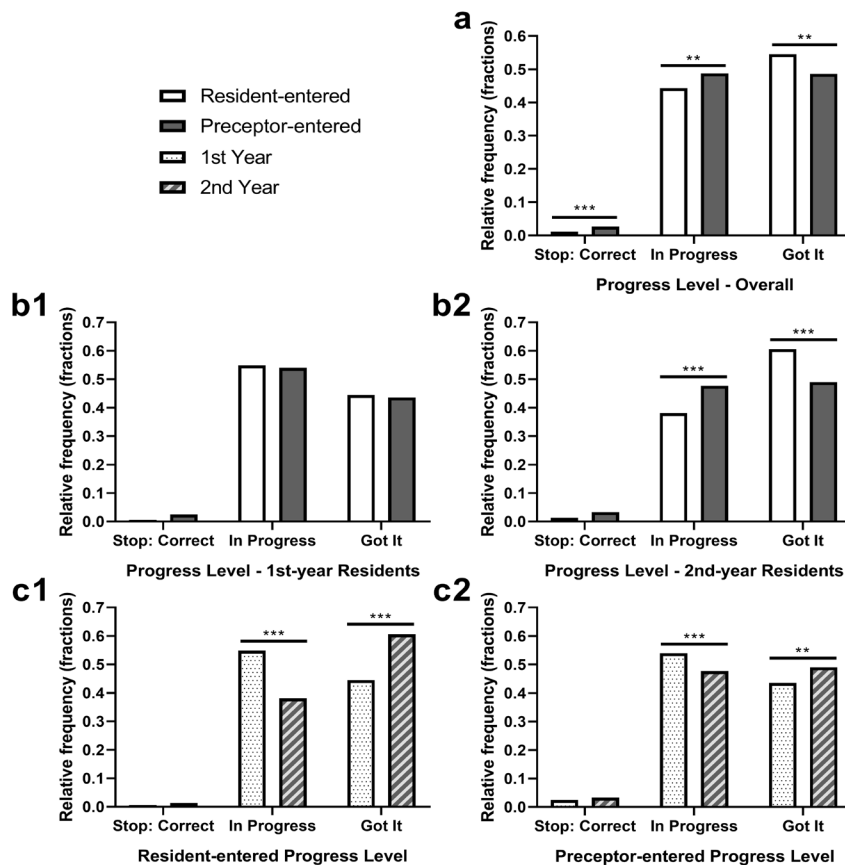 Resident-entered
Preceptor-entered
1st Year
2nd Year
a
Relative frequency (fractions)
0.7
0.6
0.5
0.4
0.3
0.2
0.1
0.0
***
**
**
Stop: Correct In Progress Got It
Progress Level - Overall
b1
Relative frequency (fractions)
0.7
0.6
0.5
0.4
0.3
0.2
0.1
0.0
Stop: Correct In Progress Got It
Progress Level - 1st-year Residents
b2
Relative frequency (fractions)
0.7
0.6
0.5
0.4
0.3
0.2
0.1
0.0
***
***
Stop: Correct In Progress Got It
Progress Level - 2nd-year Residents
c1
Relative frequency (fractions)
0.7
0.6
0.5
0.4
0.3
0.2
0.1
0.0
***
***
Stop: Correct In Progress Got It
Resident-entered Progress Level
c2
Relative frequency (fractions)
0.7
0.6
0.5
0.4
0.3
0.2
0.1
0.0
***
**
Stop: Correct In Progress Got It
Preceptor-entered Progress Level